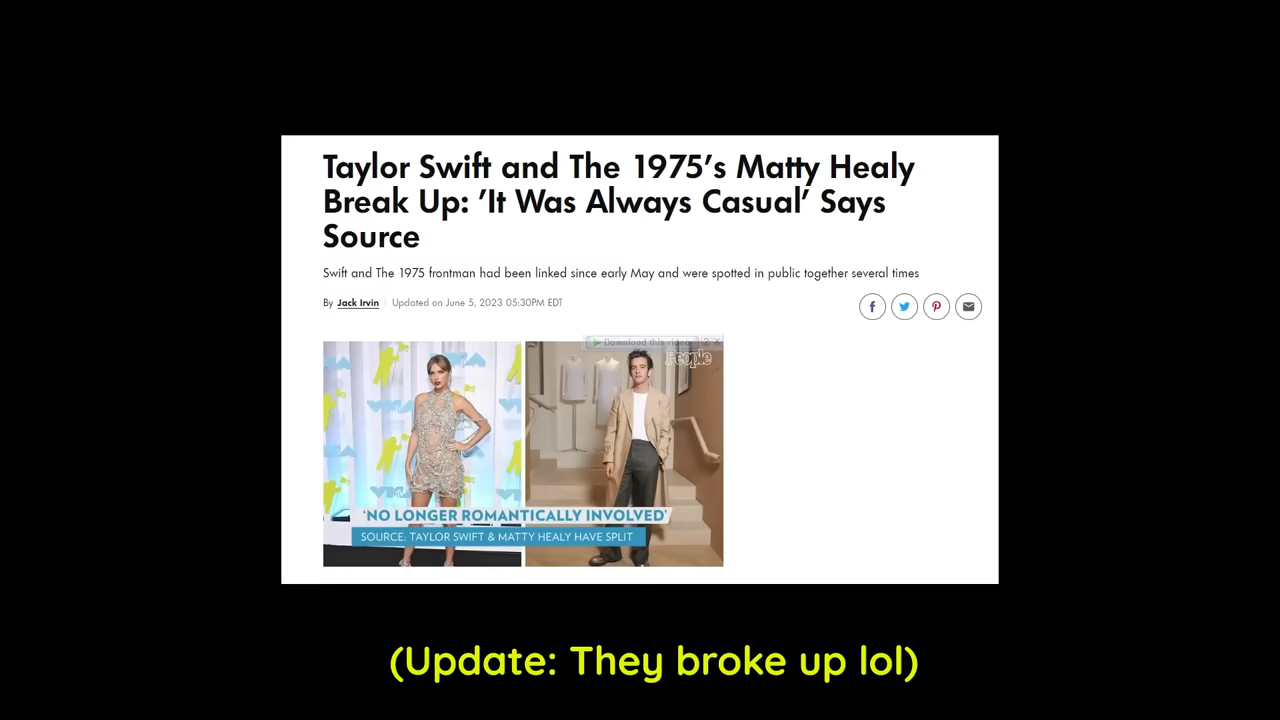 Taylor Swift and The 1975's Matty Healy
Break Up: 'It Was Always Casual' Says
Source
Swift and The 1975 frontman had been linked since early May and were spotted in public together several times
By Jack Irvin Updated on June 5, 2023 05:30PM EDT
Download this video ? X
People
'NO LONGER ROMANTICALLY INVOLVED'
SOURCE: TAYLOR SWIFT & MATTY HEALY HAVE SPLIT
(Update: They broke up lol)